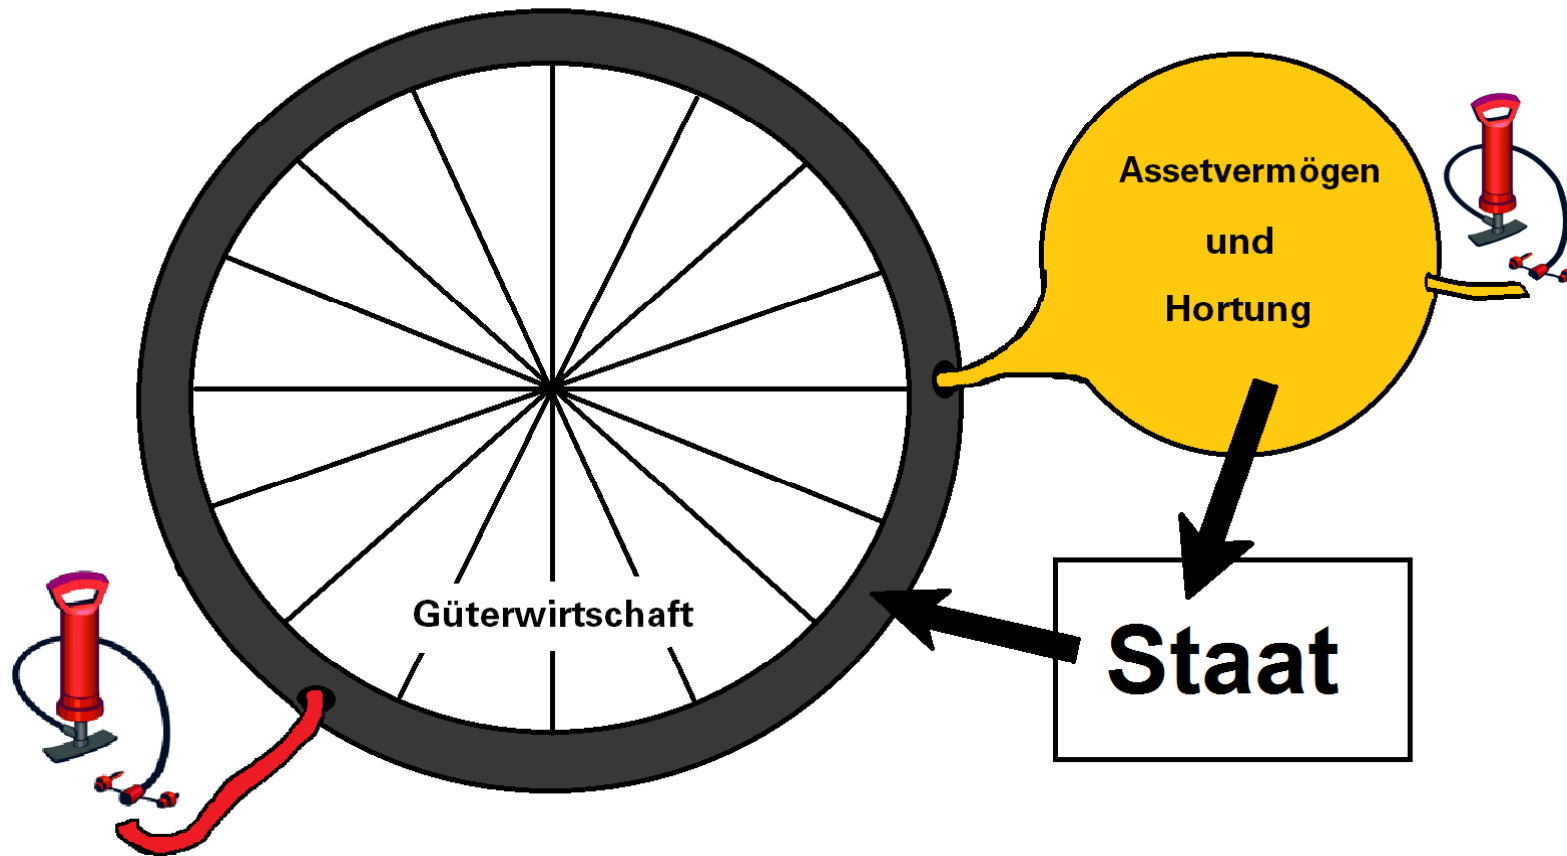 Assetvermögen
und
Hortung
Güterwirtschaft
Staat